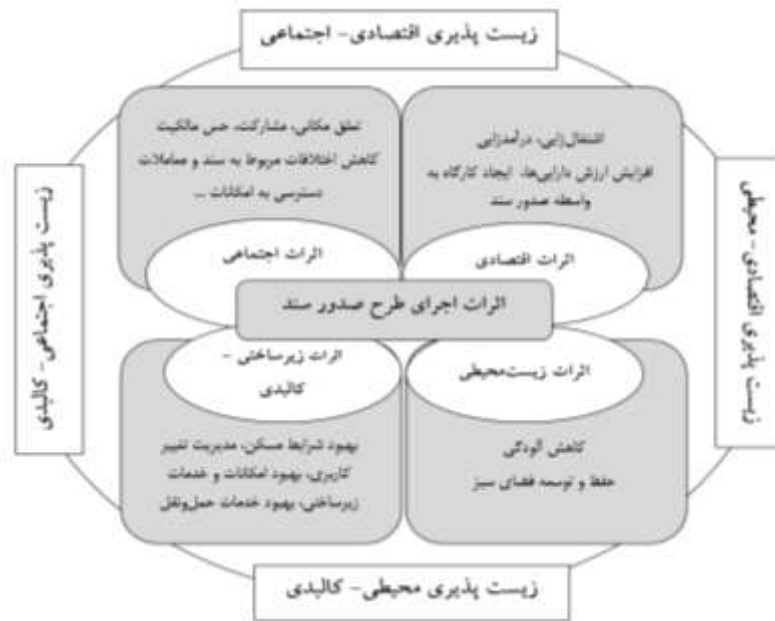 زیست پذیری اقتصادی- اجتماعی
اشتغال‌زایی، درآمدزایی
افزایش ارزش دارایی‌ها، ایجاد کارگاه به
واسطه صدور سند
تعلق مکانی، مشارکت، حس مالکیت
کاهش اختلافات مربوط به سند و معاملات
دسترسی به امکانات ...
اثرات اقتصادی
اثرات اجتماعی
زیست پذیری اقتصادی- محیطی
زیست پذیری اجتماعی- کالبدی
اثرات اجرای طرح صدور سند
اثرات زیست‌محیطی
اثرات زیرساختی -
کالبدی
کاهش آلودگی
حفظ و توسعه فضای سبز
بهبود شرایط مسکن، مدیریت تغییر
کاربری، بهبود امکانات و خدمات
زیرساختی، بهبود خدمات حمل‌ونقل
زیست پذیری محیطی- کالبدی